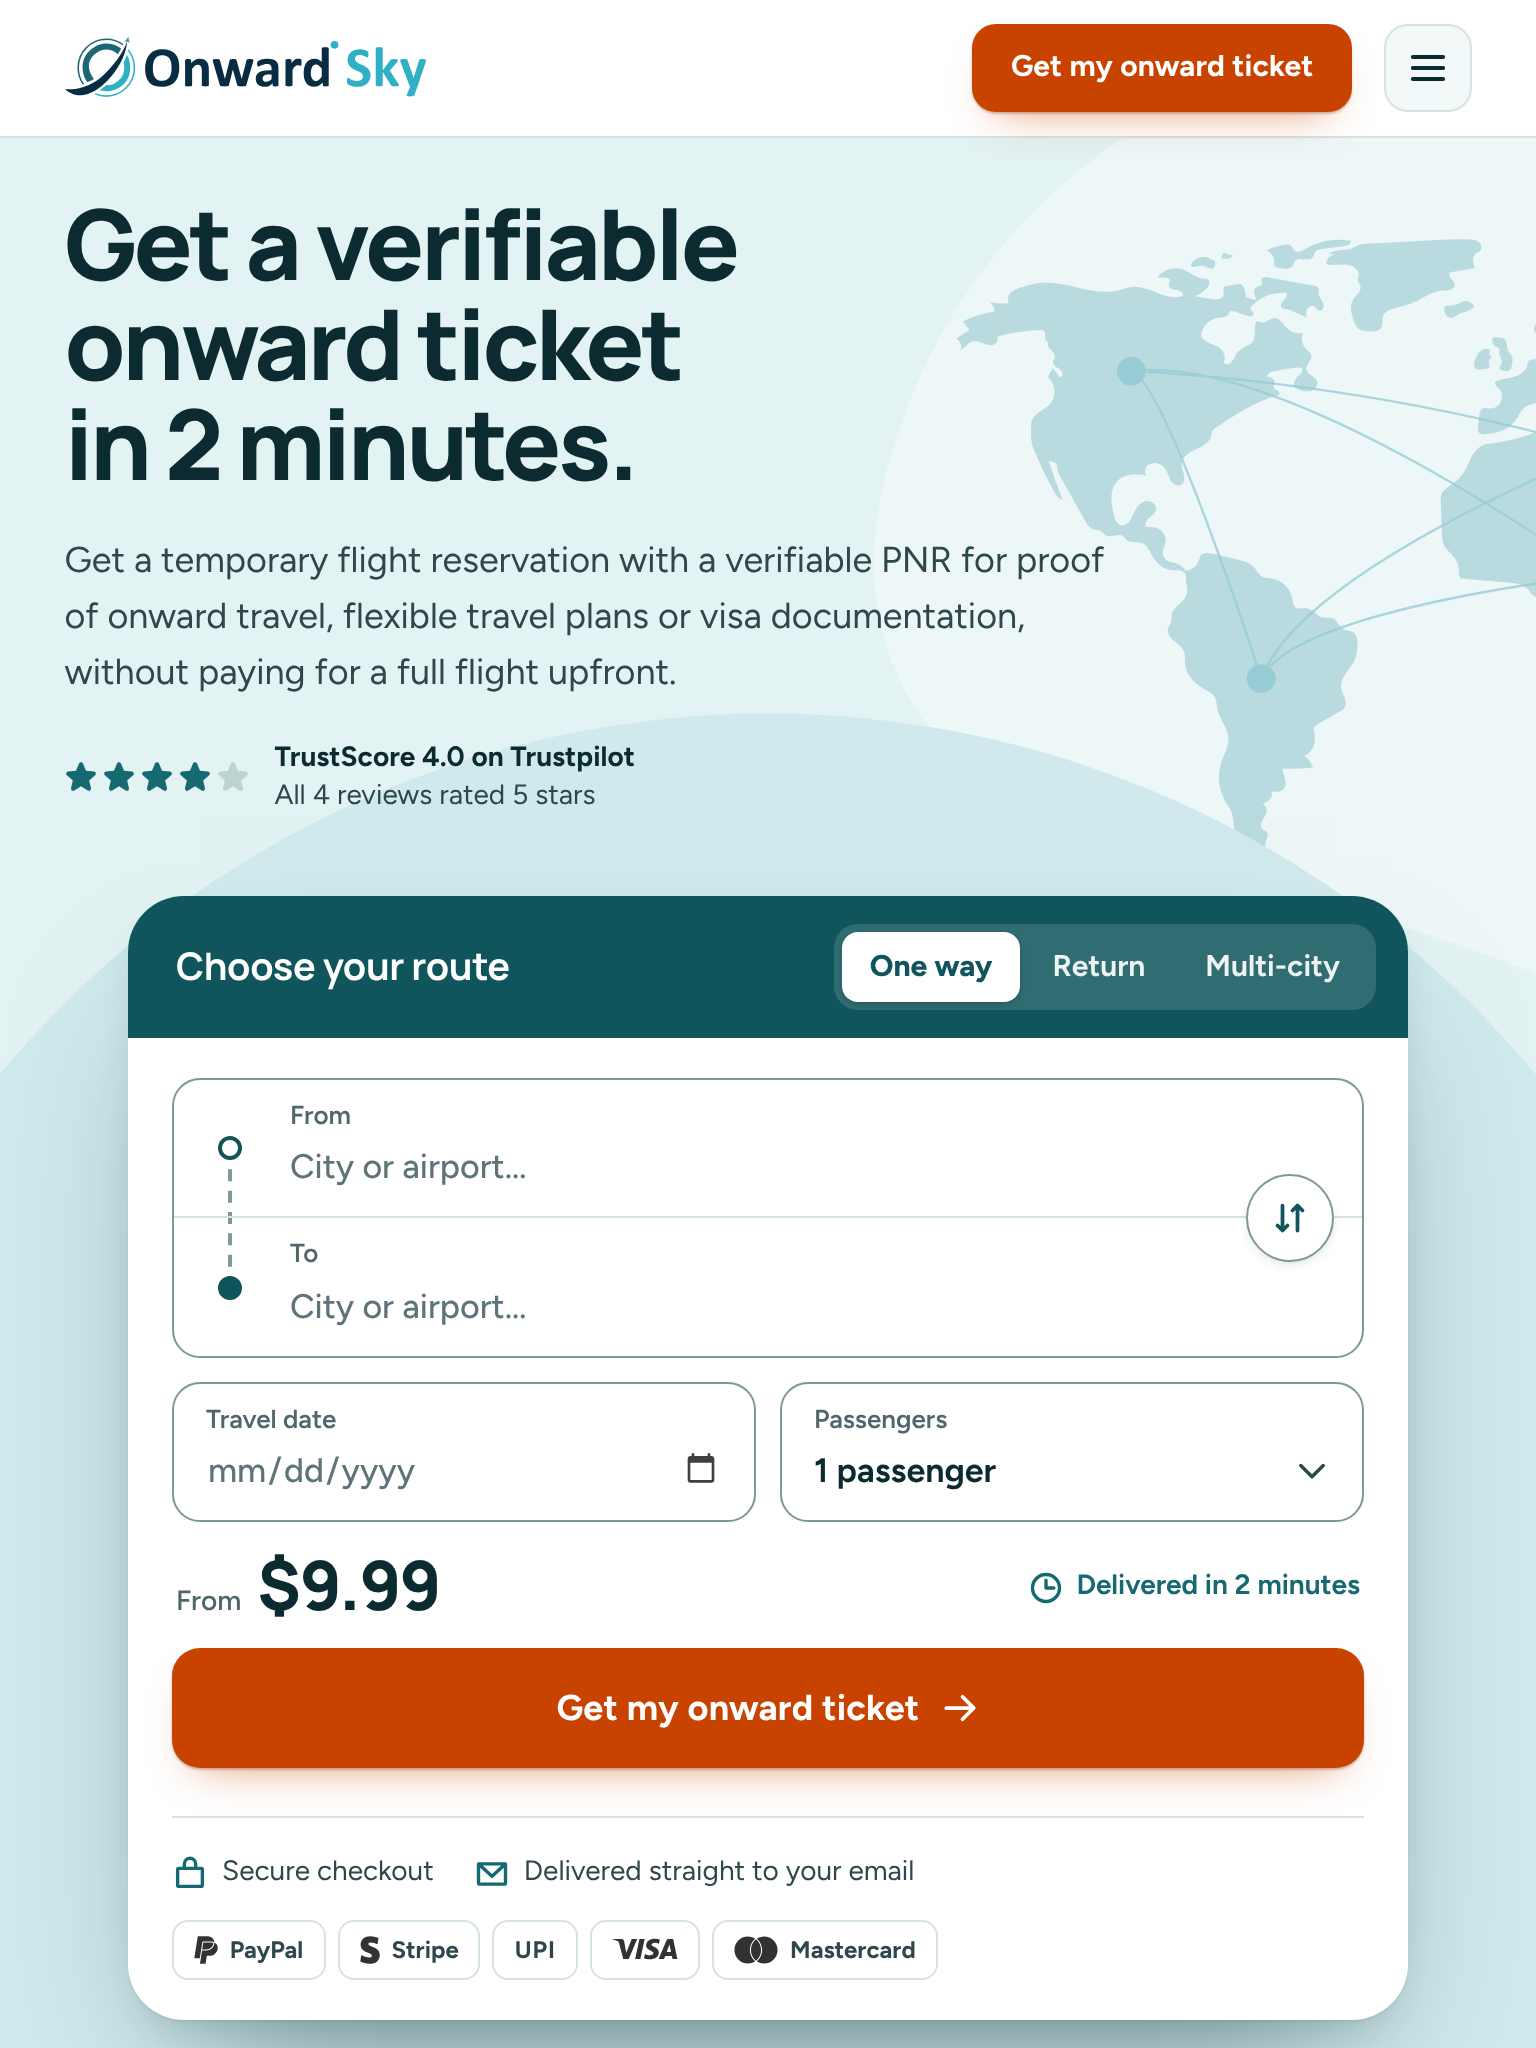 Onward Sky
Get my onward ticket
Get a verifiable
onward ticket
in 2 minutes.
Get a temporary flight reservation with a verifiable PNR for proof
of onward travel, flexible travel plans or visa documentation,
without paying for a full flight upfront.
TrustScore 4.0 on Trustpilot
All 4 reviews rated 5 stars
Choose your route
One way
Return
Multi-city
From
City or airport...
To
City or airport...
Travel date
mm/dd/yyyy
Passengers
1 passenger
From $9.99
Delivered in 2 minutes
Get my onward ticket
Secure checkout
Delivered straight to your email
PayPal
Stripe
UPI
VISA
Mastercard